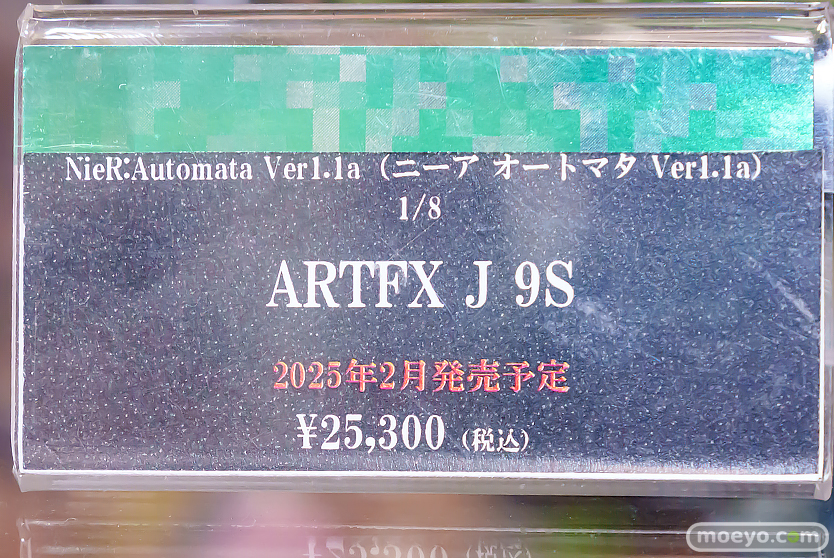 NieR:Automata Ver1.1a (ニーア オートマタ Ver1.1a)
1/8
ARTFX J 9S
2025年2月発売予定
¥25,300 (税込)
moeyo.com